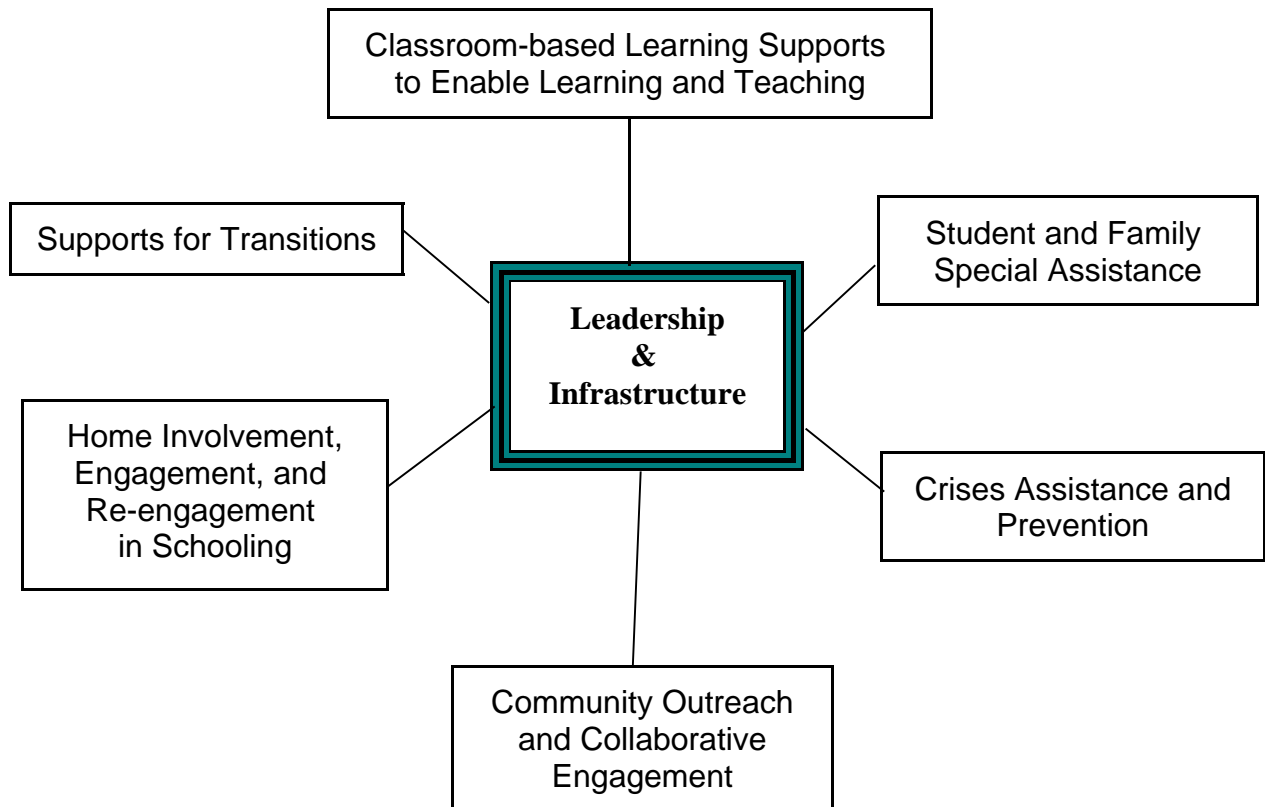 Classroom-based Learning Supports
to Enable Learning and Teaching
Supports for Transitions
Student and Family
Special Assistance
Leadership
&
Infrastructure
Home Involvement,
Engagement, and
Re-engagement
in Schooling
Crises Assistance and
Prevention
Community Outreach
and Collaborative
Engagement